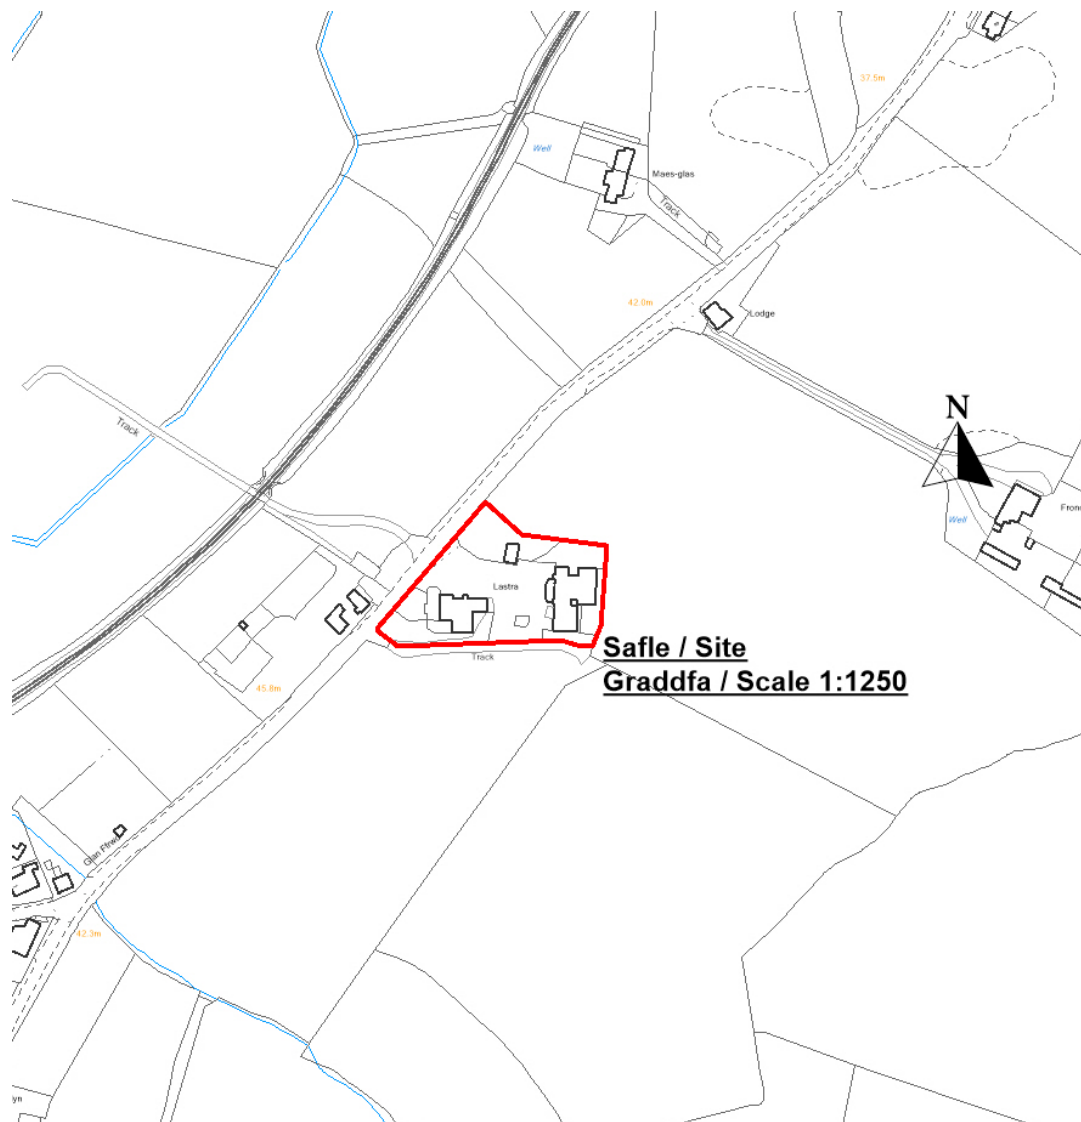 37.5m
Well
Maes-glas
Track
42.0m
Lodge
N
Track
Well
Lastra
Safle / Site
Graddfa / Scale 1:1250
Track
45.8m
Glan Ffrwd
42.3m